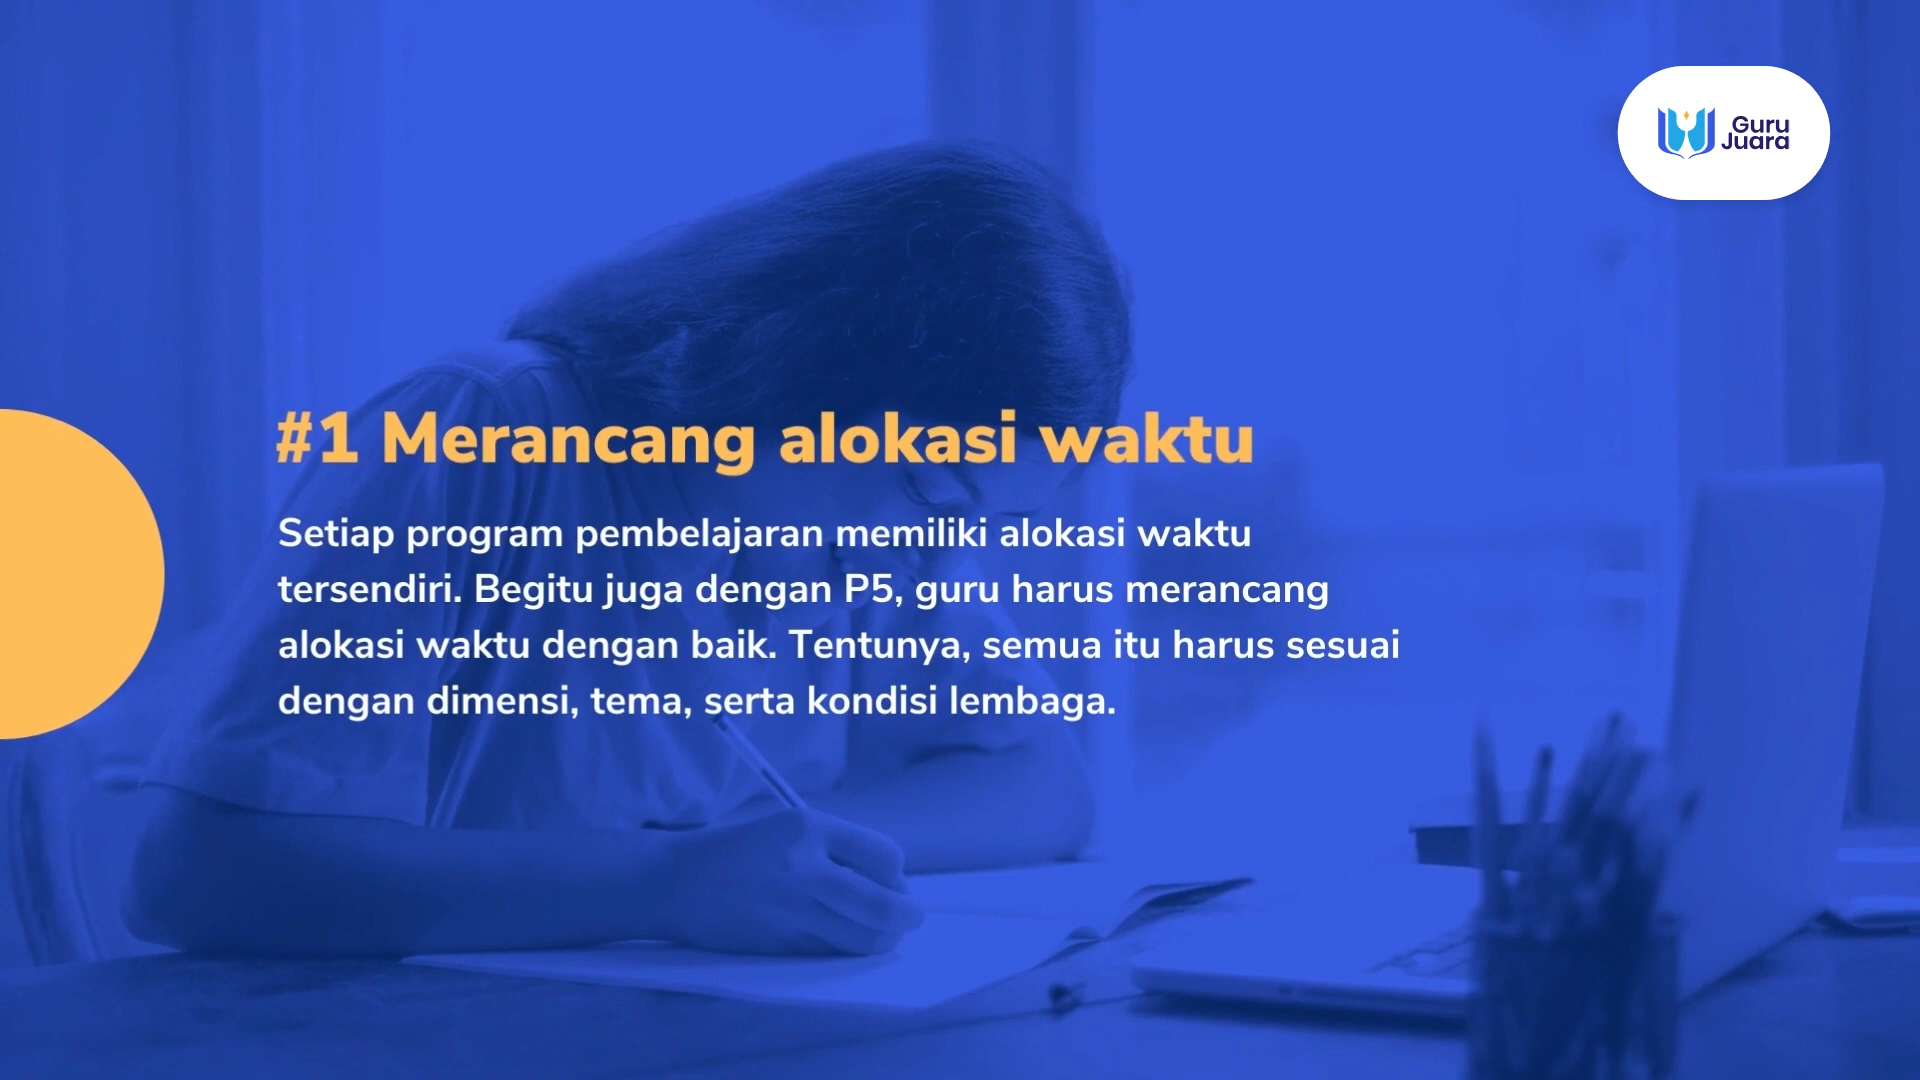 Guru
Juara
#1 Merancang alokasi waktu
Setiap program pembelajaran memiliki alokasi waktu
tersendiri. Begitu juga dengan P5, guru harus merancang
alokasi waktu dengan baik. Tentunya, semua itu harus sesuai
dengan dimensi, tema, serta kondisi lembaga.